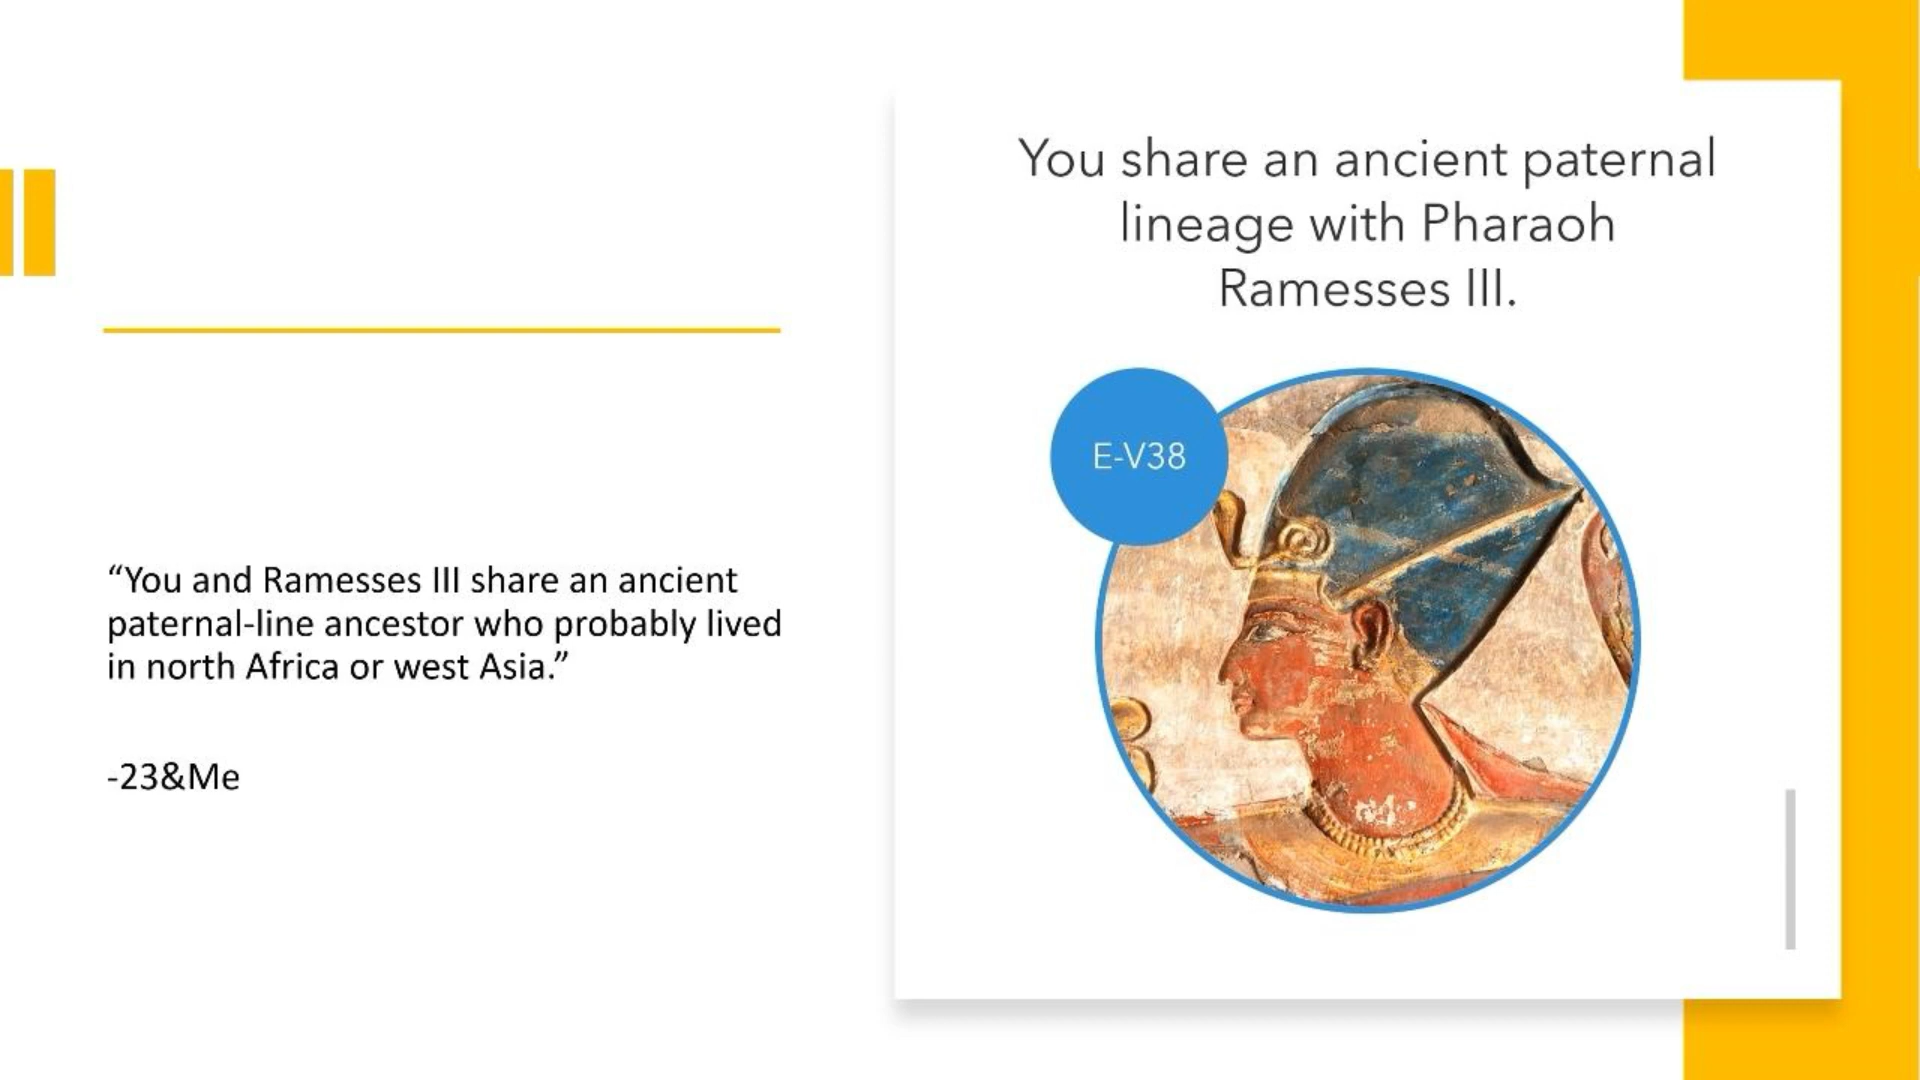 You share an ancient paternal
lineage with Pharaoh
Ramesses III.
E-V38
“You and Ramesses III share an ancient
paternal-line ancestor who probably lived
in north Africa or west Asia.”
-23&Me